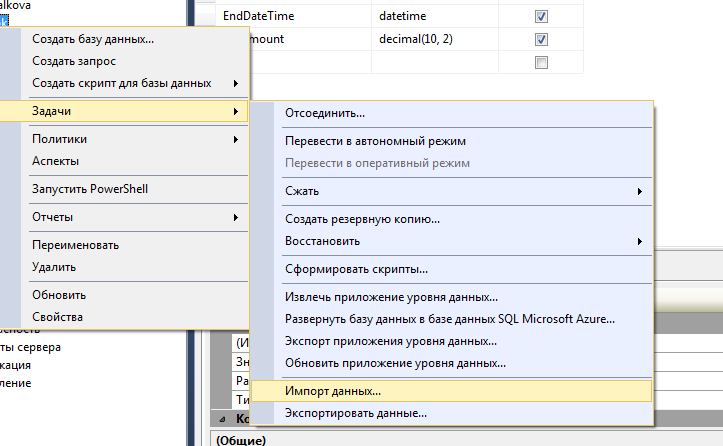 alkova
EndDateTime datetime
mount decimal(10, 2)
Создать базу данных...
Создать запрос
Создать скрипт для базы данных
Задачи
Политики
Аспекты
Запустить PowerShell
Отчеты
Переименовать
Удалить
Обновить
Свойства
Отсоединить...
Перевести в автономный режим
Перевести в оперативный режим
Сжать
Создать резервную копию...
Восстановить
Сформировать скрипты...
Извлечь приложение уровня данных...
Развернуть базу данных в базе данных SQL Microsoft Azure...
Экспорт приложения уровня данных...
Обновить приложение уровня данных...
Импорт данных...
Экспортировать данные...
ты сервера
кация
ление
(И
Зн
Ра
Ти
Ко
(Общие)